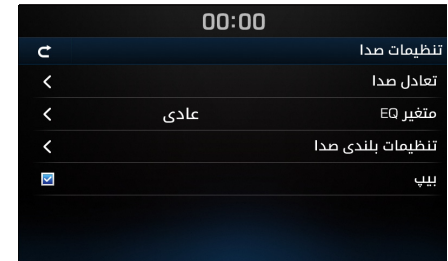 00:00
تنظیمات صدا
تعادل صدا
متغیر EQ عادی
تنظیمات بلندی صدا
بیپ